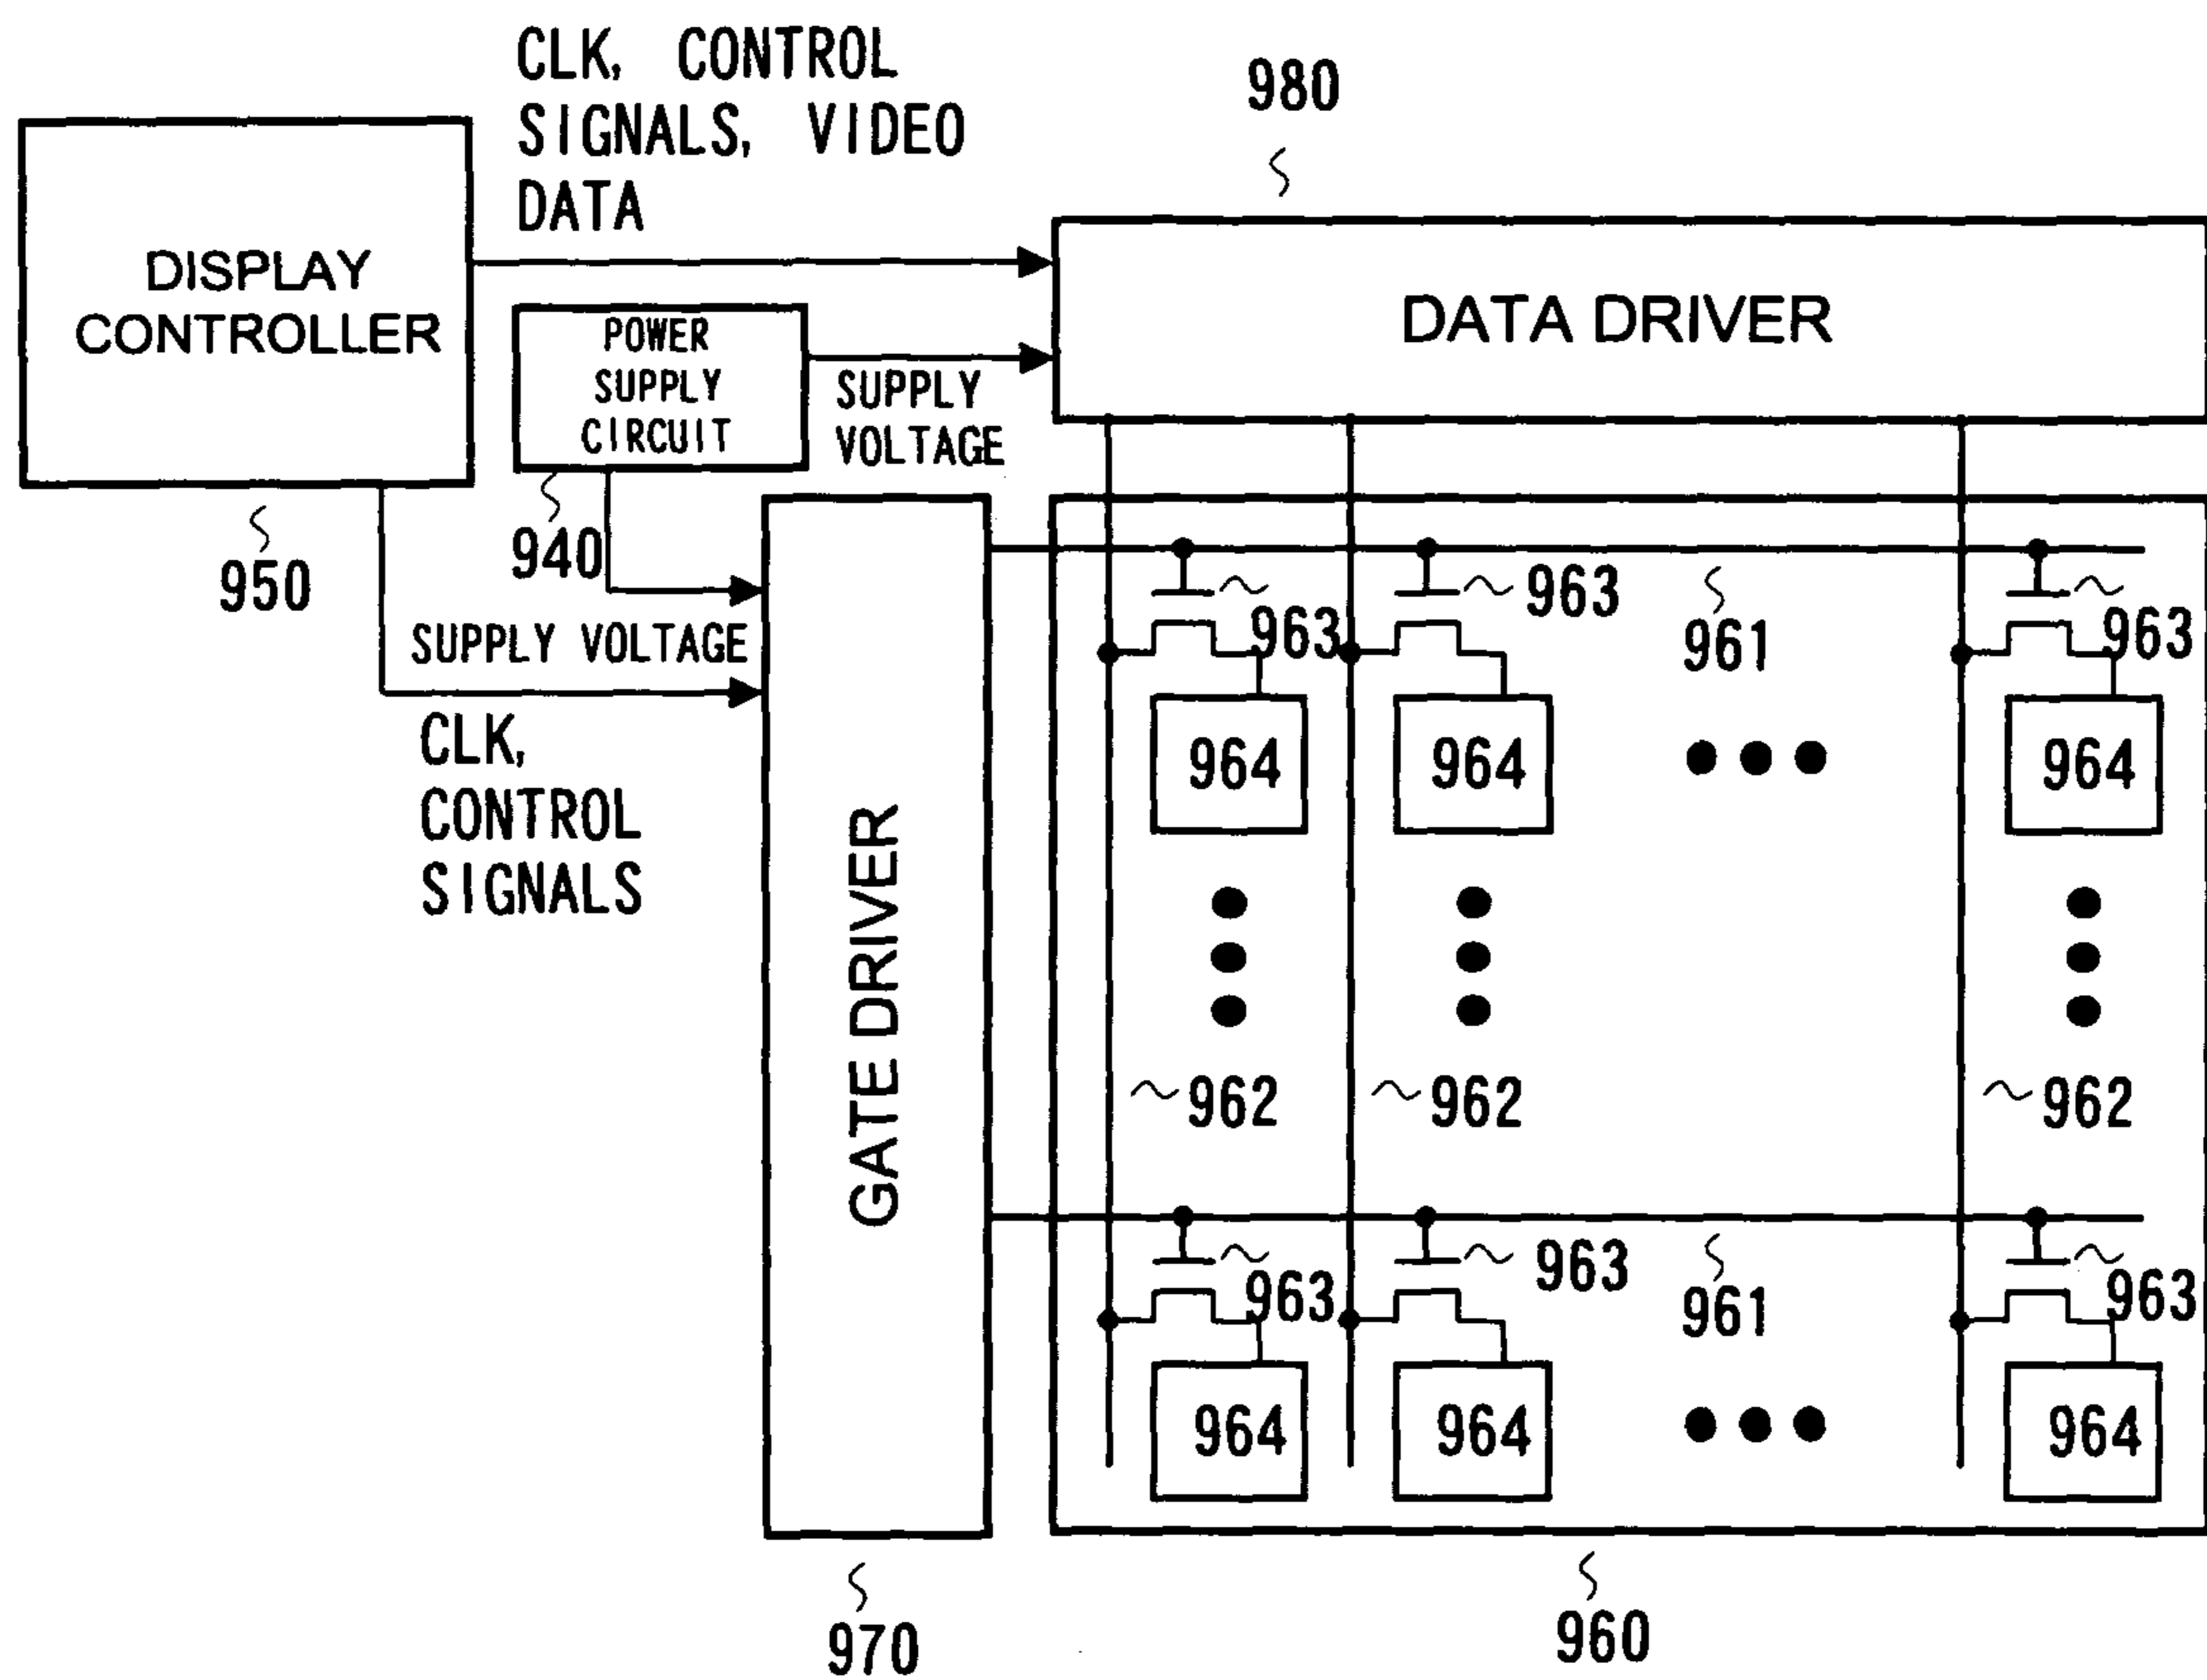 CLK, CONTROL
SIGNALS, VIDEO
DATA
980
DISPLAY
CONTROLLER
POWER
SUPPLY
CIRCUIT
SUPPLY
VOLTAGE
DATA DRIVER
950
940
SUPPLY VOLTAGE
CLK,
CONTROL
SIGNALS
GATE DRIVER
963
963
961
963
964
964
964
962
962
962
963
963
961
963
964
964
964
970
960